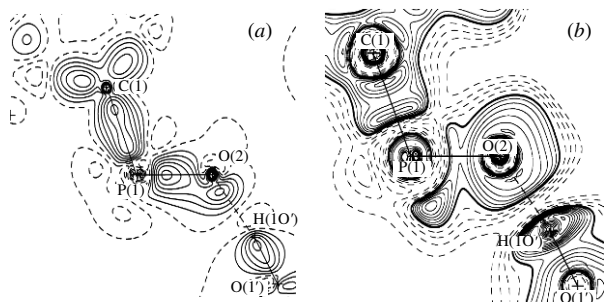 (a)
C(1)
O(2)
P(1)
H(1O′)
O(1′)
(b)
C(1)
O(2)
P(1)
H(1O′)
O(1′)